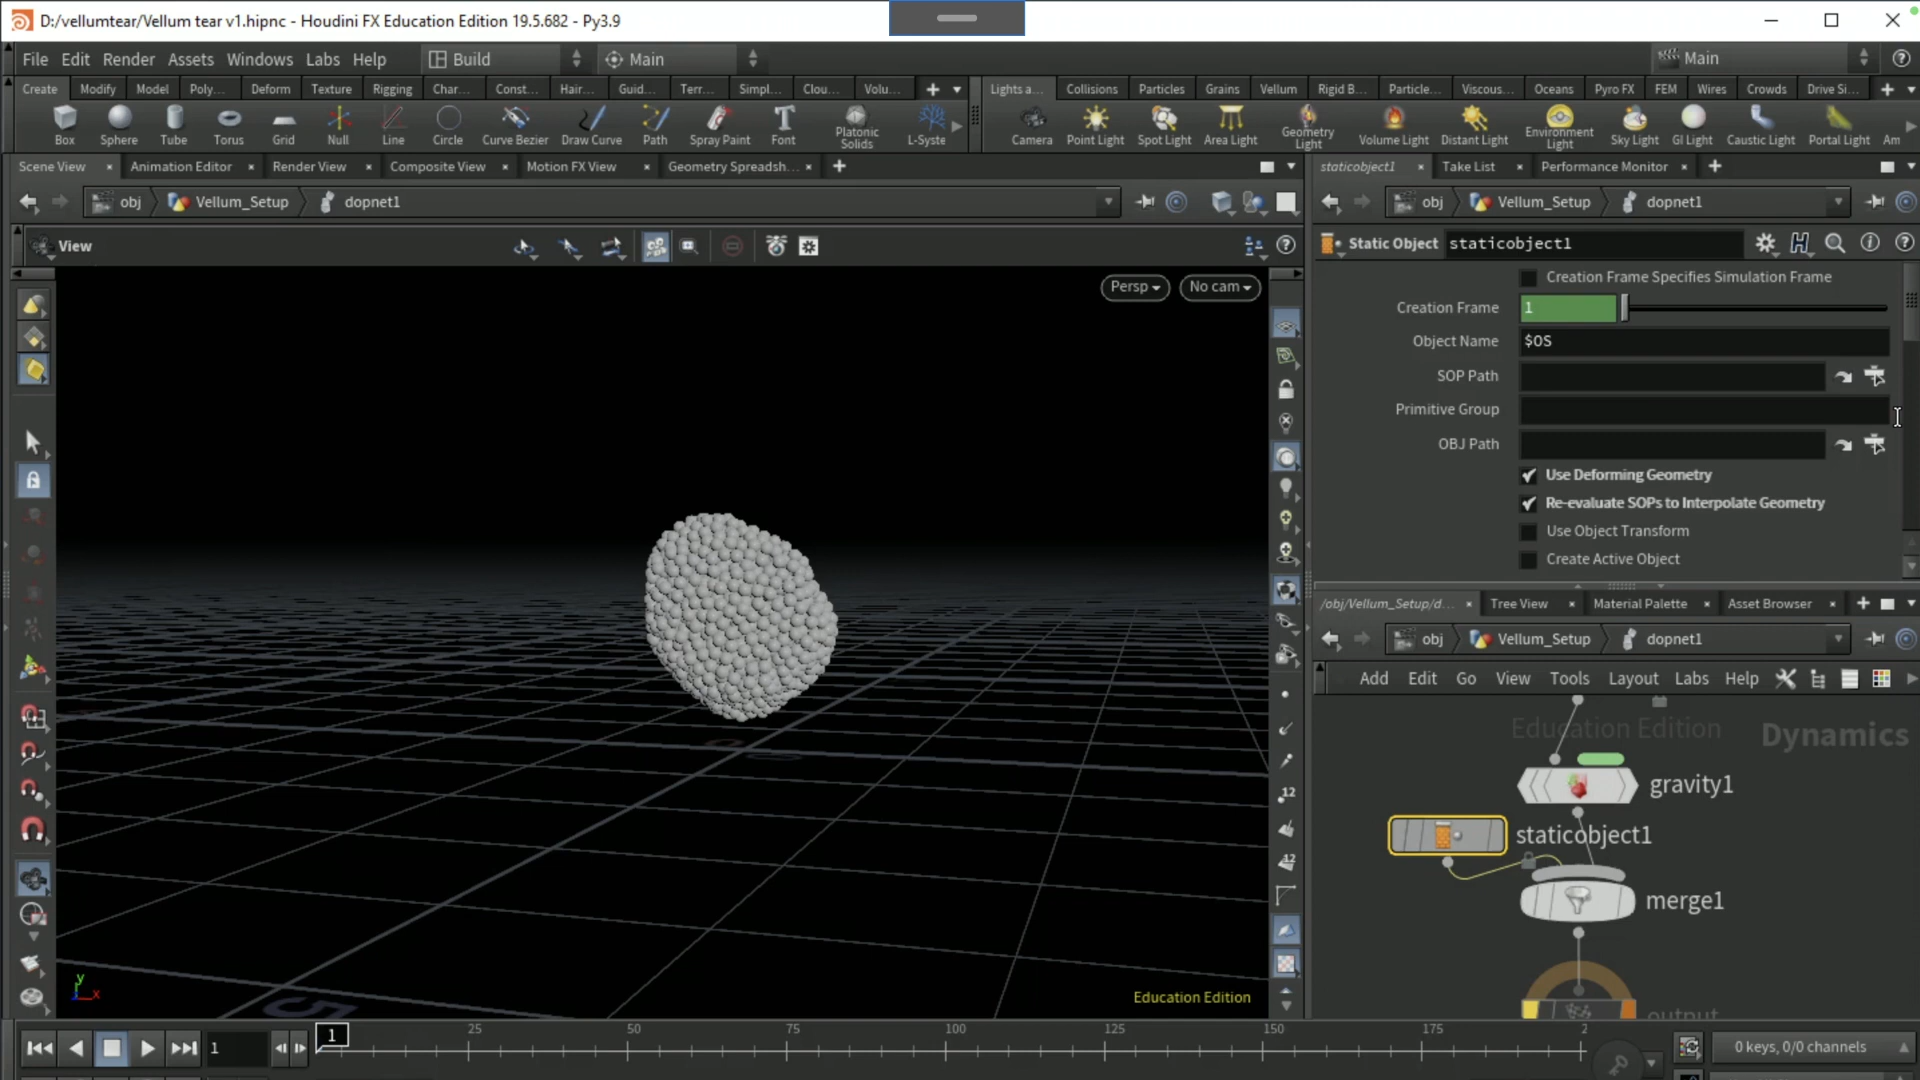 D:/vellumtear/Vellum tear v1.hipnc - Houdini FX Education Edition 19.5.682 - Py3.9
File Edit Render Assets Windows Labs Help Build Main Main
Create Modify Model Poly... Deform Texture Rigging Char... Const... Hair... Guid... Terr... Simpl... Clou... Volu... Lights a... Collisions Particles Grains Vellum Rigid B... Particle... Viscous... Oceans Pyro FX FEM Wires Crowds Drive Si...
Box Sphere Tube Torus Grid Null Line Circle Curve Bezier Draw Curve Path Spray Paint Font Platonic Solids L-Syste Camera Point Light Spot Light Area Light Geometry Light Volume Light Distant Light Environment Light Sky Light GI Light Caustic Light Portal Light Am
Scene View Animation Editor Render View Composite View Motion FX View Geometry Spreadsh... staticobject1 Take List Performance Monitor
obj Vellum_Setup dopnet1 obj Vellum_Setup dopnet1
View Static Object staticobject1
Persp No cam
Creation Frame Specifies Simulation Frame
Creation Frame 1
Object Name $OS
SOP Path
Primitive Group
OBJ Path
Use Deforming Geometry
Re-evaluate SOPs to Interpolate Geometry
Use Object Transform
Create Active Object
/obj/Vellum_Setup/d... Tree View Material Palette Asset Browser
obj Vellum_Setup dopnet1
Add Edit Go View Tools Layout Labs Help
Education Edition Dynamics
gravity1
staticobject1
merge1
output
12
12
y
x
Education Edition
1 1 25 50 75 100 125 150 175 2
0 keys, 0/0 channels